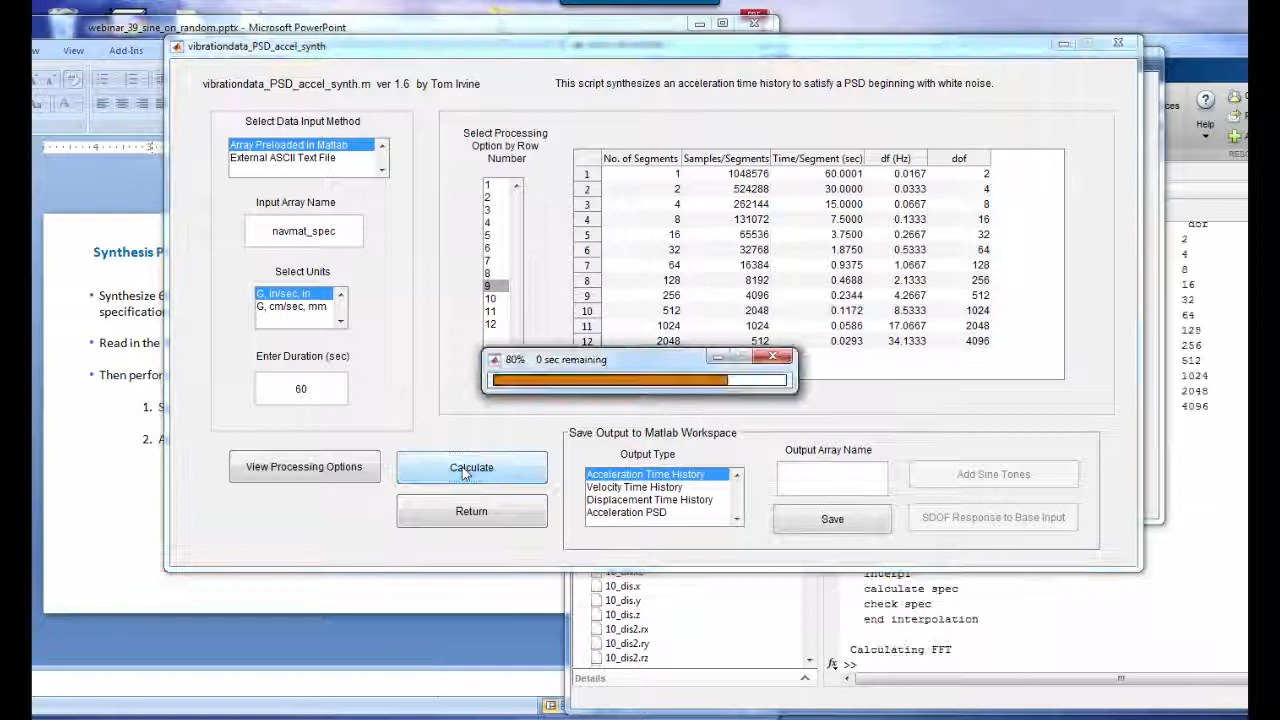 webinar_39_sine_on_random.pptx - Microsoft PowerPoint
View Add-Ins
vibrationdata_PSD_accel_synth
vibrationdata_PSD_accel_synth.m ver 1.6 by Tom Irvine
This script synthesizes an acceleration time history to satisfy a PSD beginning with white noise.
Select Data Input Method
Array Preloaded in Matlab
External ASCII Text File
Input Array Name
navmat_spec
Select Units
G, in/sec, in
G, cm/sec, mm
Enter Duration (sec)
60
View Processing Options
Calculate
Return
Select Processing
Option by Row
Number
1
2
3
4
5
6
7
8
9
10
11
12
No. of Segments Samples/Segments Time/Segment (sec) df (Hz) dof
1 1 1048576 60.0001 0.0167 2
2 2 524288 30.0000 0.0333 4
3 4 262144 15.0000 0.0667 8
4 8 131072 7.5000 0.1333 16
5 16 65536 3.7500 0.2667 32
6 32 32768 1.8750 0.5333 64
7 64 16384 0.9375 1.0667 128
8 128 8192 0.4688 2.1333 256
9 256 4096 0.2344 4.2667 512
10 512 2048 0.1172 8.5333 1024
11 1024 1024 0.0586 17.0667 2048
12 2048 512 0.0293 34.1333 4096
80% 0 sec remaining
Save Output to Matlab Workspace
Output Type
Acceleration Time History
Velocity Time History
Displacement Time History
Acceleration PSD
Output Array Name
Save
Add Sine Tones
SDOF Response to Base Input
Synthesis P
• Synthesize 6
specification
• Read in the
• Then perfor
1. S
2. A
Help
dof
2
4
8
16
32
64
128
256
512
1024
2048
4096
10_dis.x
10_dis.y
10_dis.z
10_dis2.rx
10_dis2.ry
10_dis2.rz
Details
calculate spec
check spec
end interpolation
Calculating FFT
fx >>